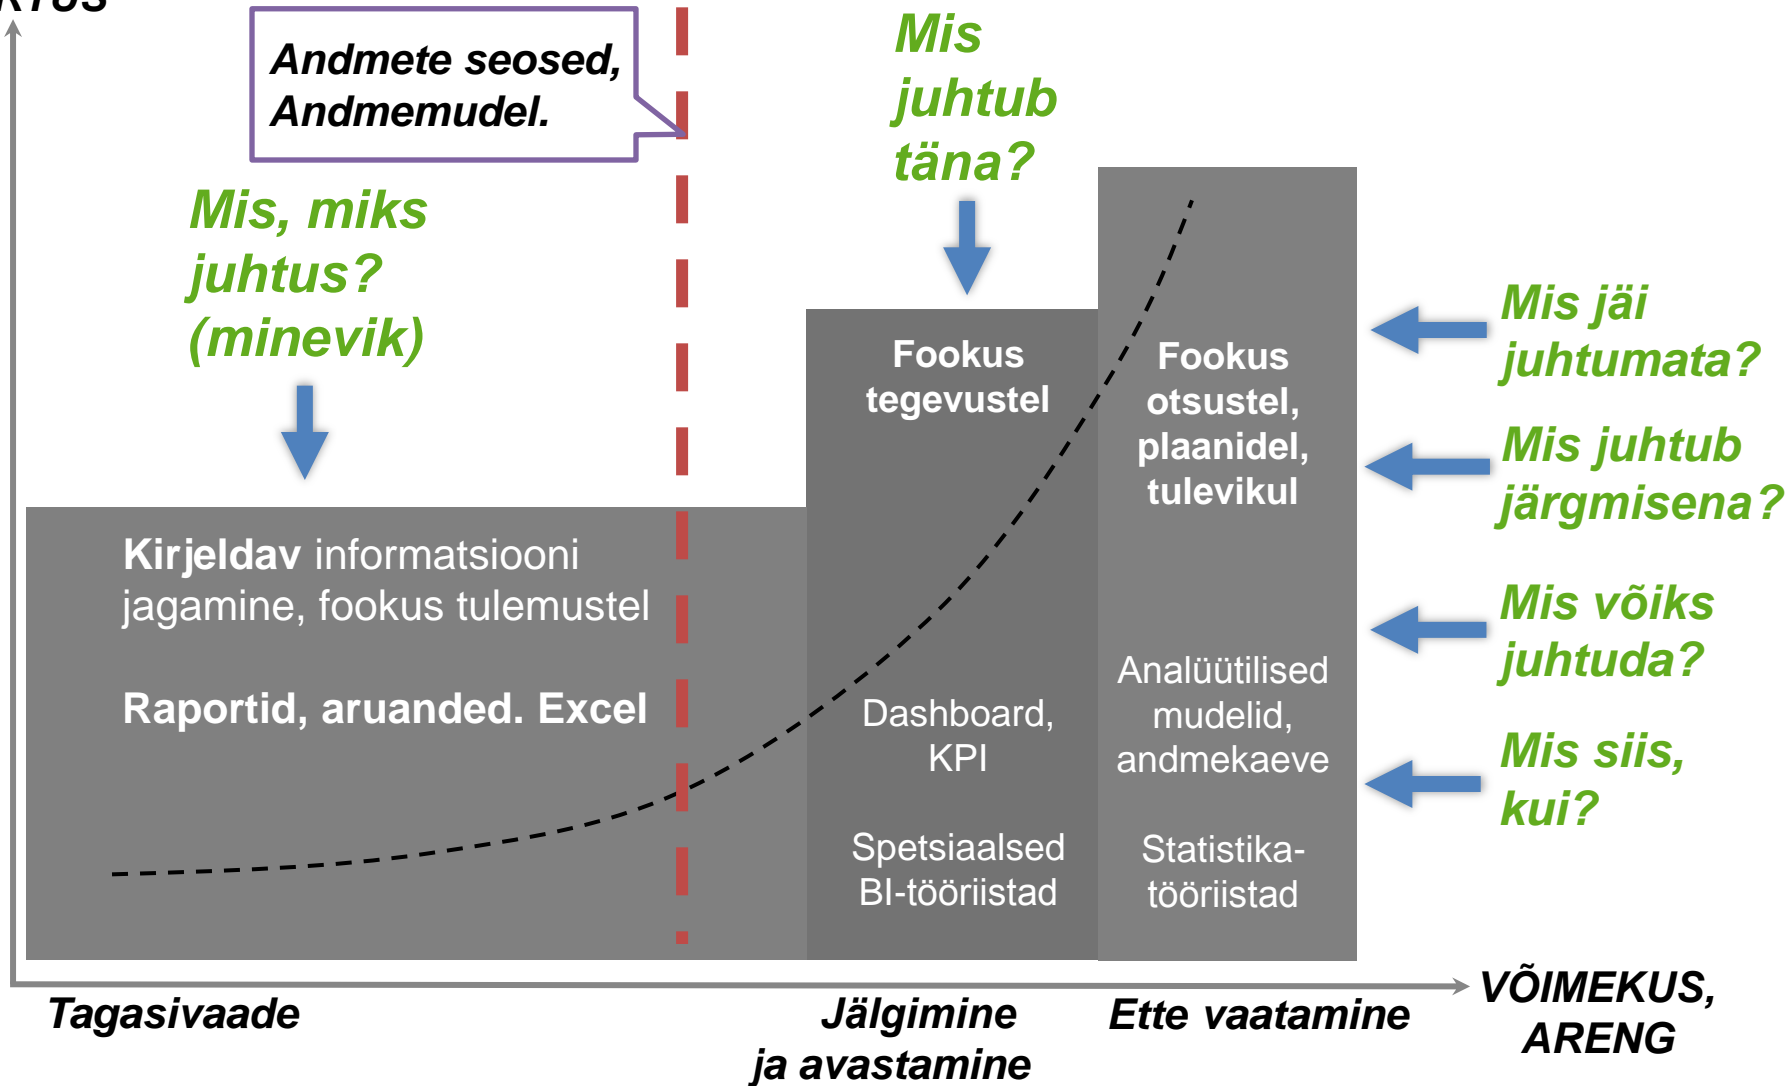 Andmete seosed,
Andmemudel.
Mis
juhtub
täna?
Mis, miks
juhtus?
(minevik)
Fookus
tegevustel
Fookus
otsustel,
plaanidel,
tulevikul
Mis jäi
juhtumata?
Mis juhtub
järgmisena?
Mis võiks
juhtuda?
Mis siis,
kui?
Kirjeldav informatsiooni
jagamine, fookus tulemustel
Raportid, aruanded. Excel
Dashboard,
KPI
Spetsiaalsed
BI-tööriistad
Analüütilised
mudelid,
andmekaeve
Statistika-
tööriistad
Tagasivaade
Jälgimine
ja avastamine
Ette vaatamine
VÕIMEKUS,
ARENG